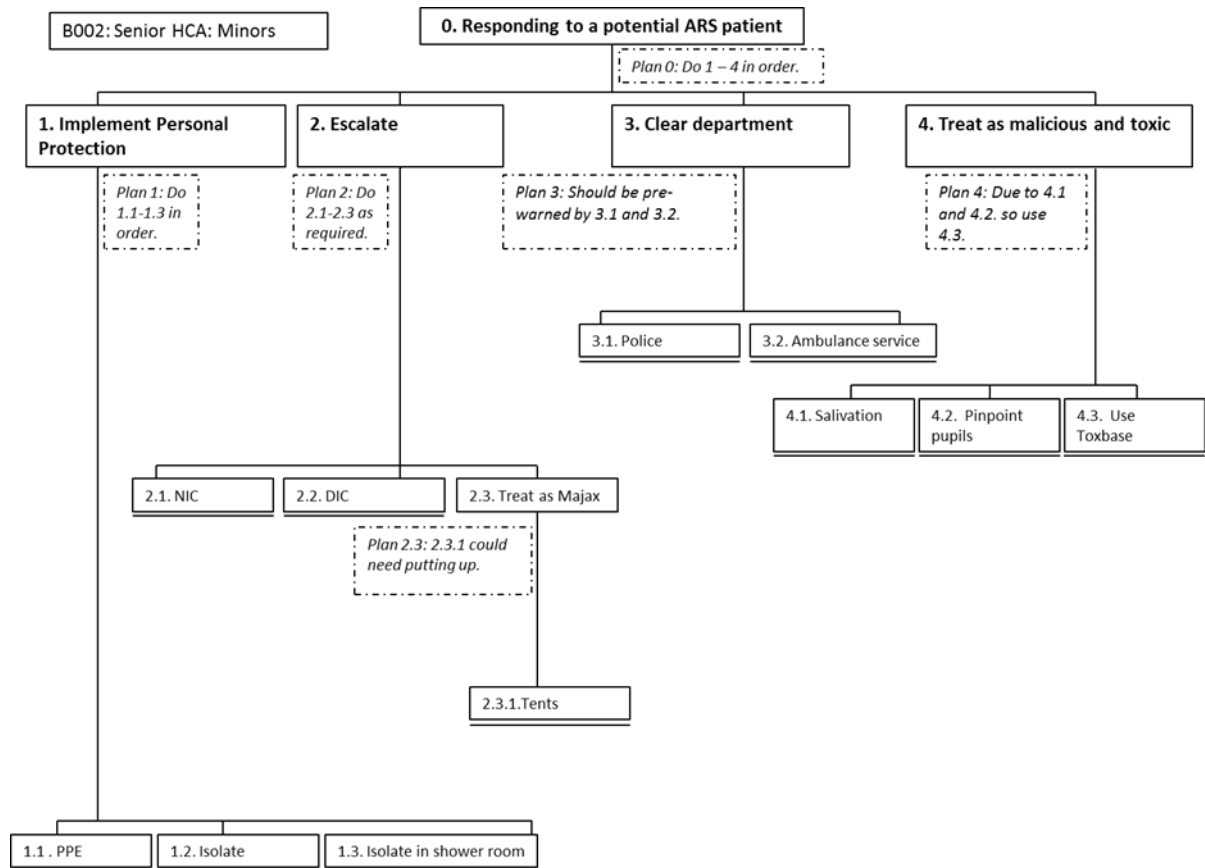 B002: Senior HCA: Minors
0. Responding to a potential ARS patient
Plan 0: Do 1 – 4 in order.
1. Implement Personal
Protection
2. Escalate
3. Clear department
4. Treat as malicious and toxic
Plan 1: Do
1.1-1.3 in
order.
Plan 2: Do
2.1-2.3 as
required.
Plan 3: Should be pre-
warned by 3.1 and 3.2.
Plan 4: Due to 4.1
and 4.2. so use
4.3.
3.1. Police
3.2. Ambulance service
4.1. Salivation
4.2. Pinpoint
pupils
4.3. Use
Toxbase
2.1. NIC
2.2. DIC
2.3. Treat as Majax
Plan 2.3: 2.3.1 could
need putting up.
2.3.1.Tents
1.1 . PPE
1.2. Isolate
1.3. Isolate in shower room